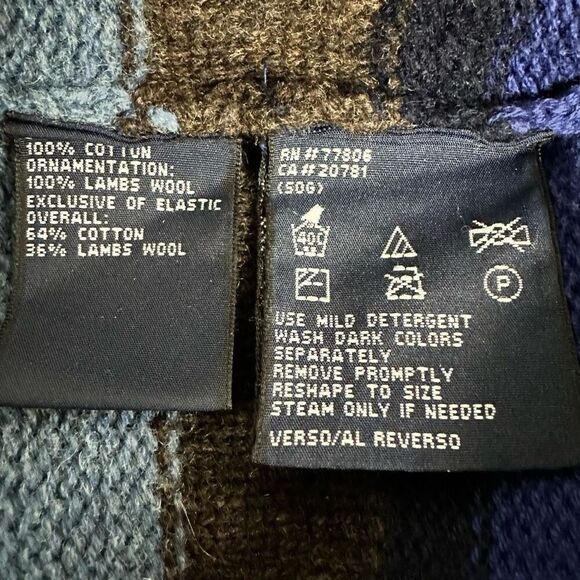 100% COTTON
ORNAMENTATION:
100% LAMBS WOOL
EXCLUSIVE OF ELASTIC
OVERALL:
64% COTTON
36% LAMBS WOOL
RN #77806
CA #20781
(SOG)
40C
P
USE MILD DETERGENT
WASH DARK COLORS
SEPARATELY
REMOVE PROMPTLY
RESHAPE TO SIZE
STEAM ONLY IF NEEDED
VERSO/AL REVERSO